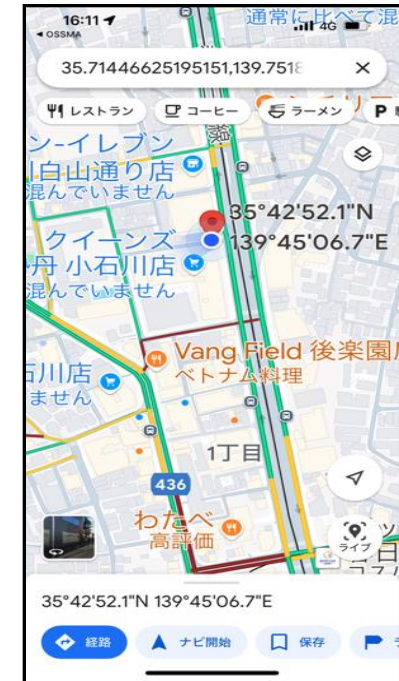 16:11
4G
◀ OSSMA
通常に比べて混
35.71446625195151,139.7518
レストラン
コーヒー
ラーメン
P
ン-イレブン
川白山通り店
混んでいません
35°42'52.1"N
139°45'06.7"E
クイーンズ
丹 小石川店
混んでいません
Vang Field 後楽園
ベトナム料理
石川店
ません
1丁目
436
わたべ
高評価
ライブ
35°42'52.1"N 139°45'06.7"E
経路
ナビ開始
保存